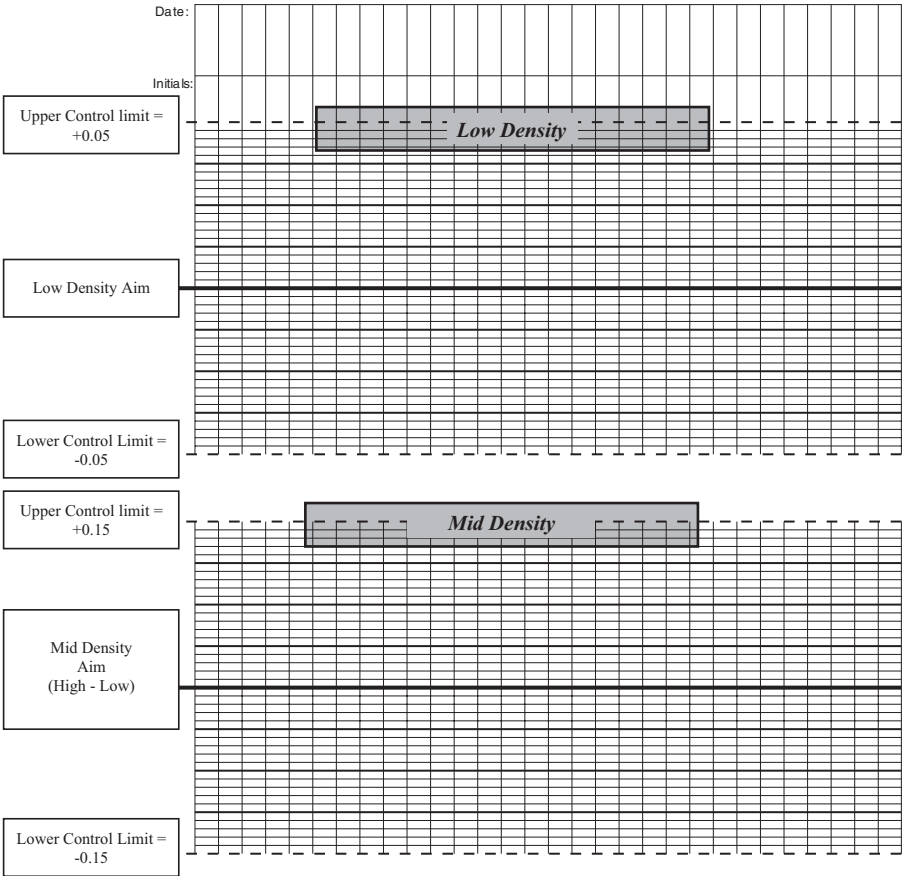 Date:
Initials:
Upper Control limit =
+0.05
Low Density
Low Density Aim
Lower Control Limit =
-0.05
Upper Control limit =
+0.15
Mid Density
Mid Density
Aim
(High - Low)
Lower Control Limit =
-0.15